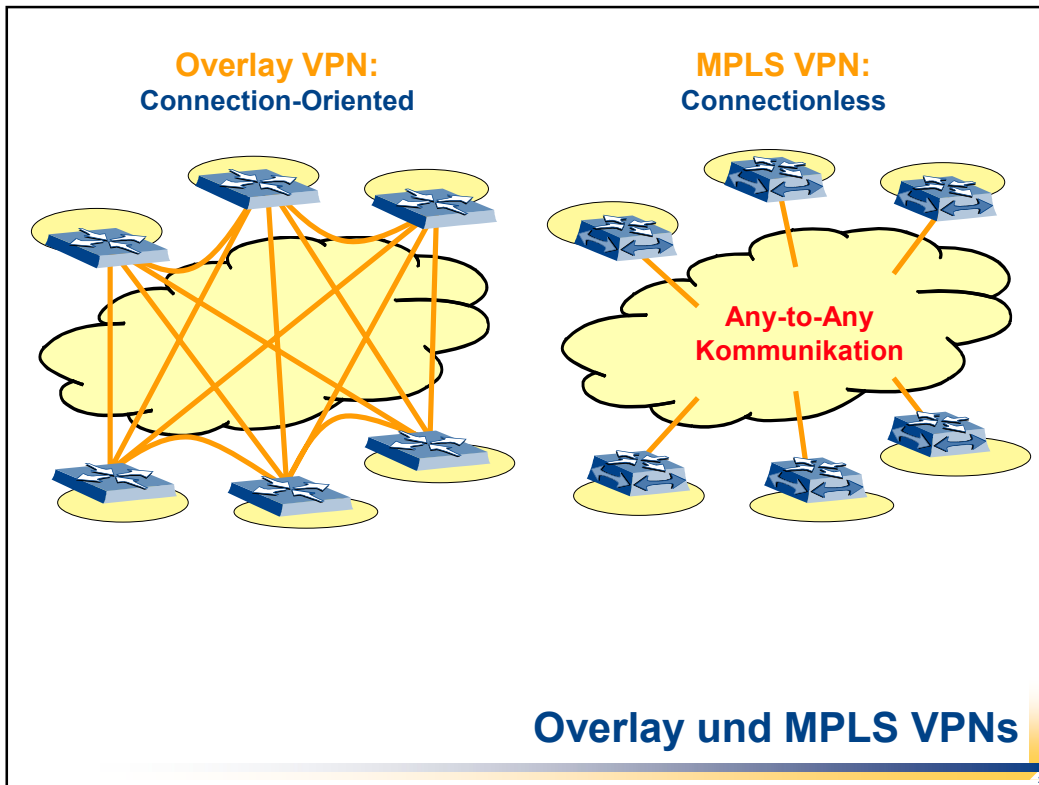 Overlay VPN:
Connection-Oriented
MPLS VPN:
Connectionless
Any-to-Any
Kommunikation
Overlay und MPLS VPNs